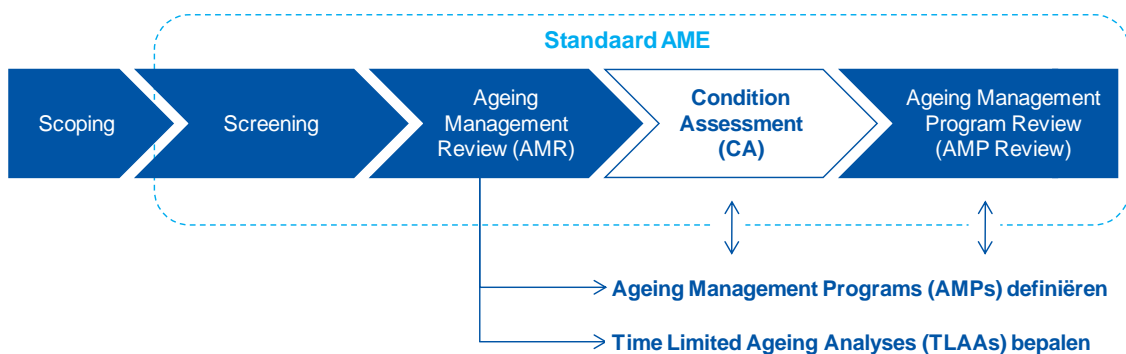 Standaard AME
Scoping
Screening
Ageing
Management
Review (AMR)
Condition
Assessment
(CA)
Ageing Management
Program Review
(AMP Review)
Ageing Management Programs (AMPs) definiëren
Time Limited Ageing Analyses (TLAAs) bepalen